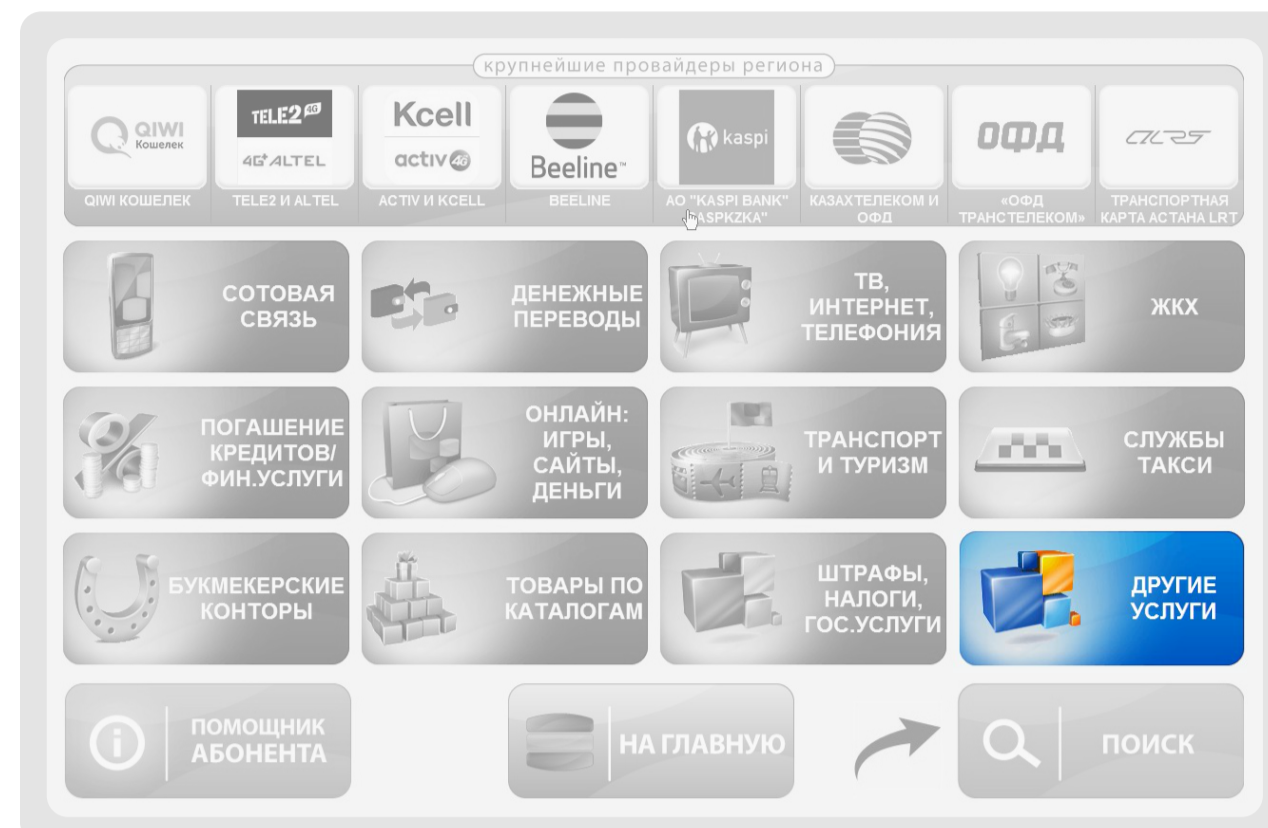 крупнейшие провайдеры региона
QIWI
Кошелек
TELE2 4G
4G+ ALTEL
Kcell
activ 4G
Beeline™
kaspi
ОФД
QIWI КОШЕЛЕК
TELE2 И ALTEL
ACTIV И KCELL
BEELINE
АО "KASPI BANK"
КАЗАХТЕЛЕКОМ И
ОФД
«ОФД
ТРАНСТЕЛЕКОМ»
ТРАНСПОРТНАЯ
КАРТА АСТАНА LRT
СОТОВАЯ
СВЯЗЬ
ДЕНЕЖНЫЕ
ПЕРЕВОДЫ
ТВ,
ИНТЕРНЕТ,
ТЕЛЕФОНИЯ
ЖКХ
ПОГАШЕНИЕ
КРЕДИТОВ/
ФИН.УСЛУГИ
ОНЛАЙН:
ИГРЫ,
САЙТЫ,
ДЕНЬГИ
ТРАНСПОРТ
И ТУРИЗМ
СЛУЖБЫ
ТАКСИ
БУКМЕКЕРСКИЕ
КОНТОРЫ
ТОВАРЫ ПО
КАТАЛОГАМ
ШТРАФЫ,
НАЛОГИ,
ГОС.УСЛУГИ
ДРУГИЕ
УСЛУГИ
ПОМОЩНИК
АБОНЕНТА
НА ГЛАВНУЮ
ПОИСК